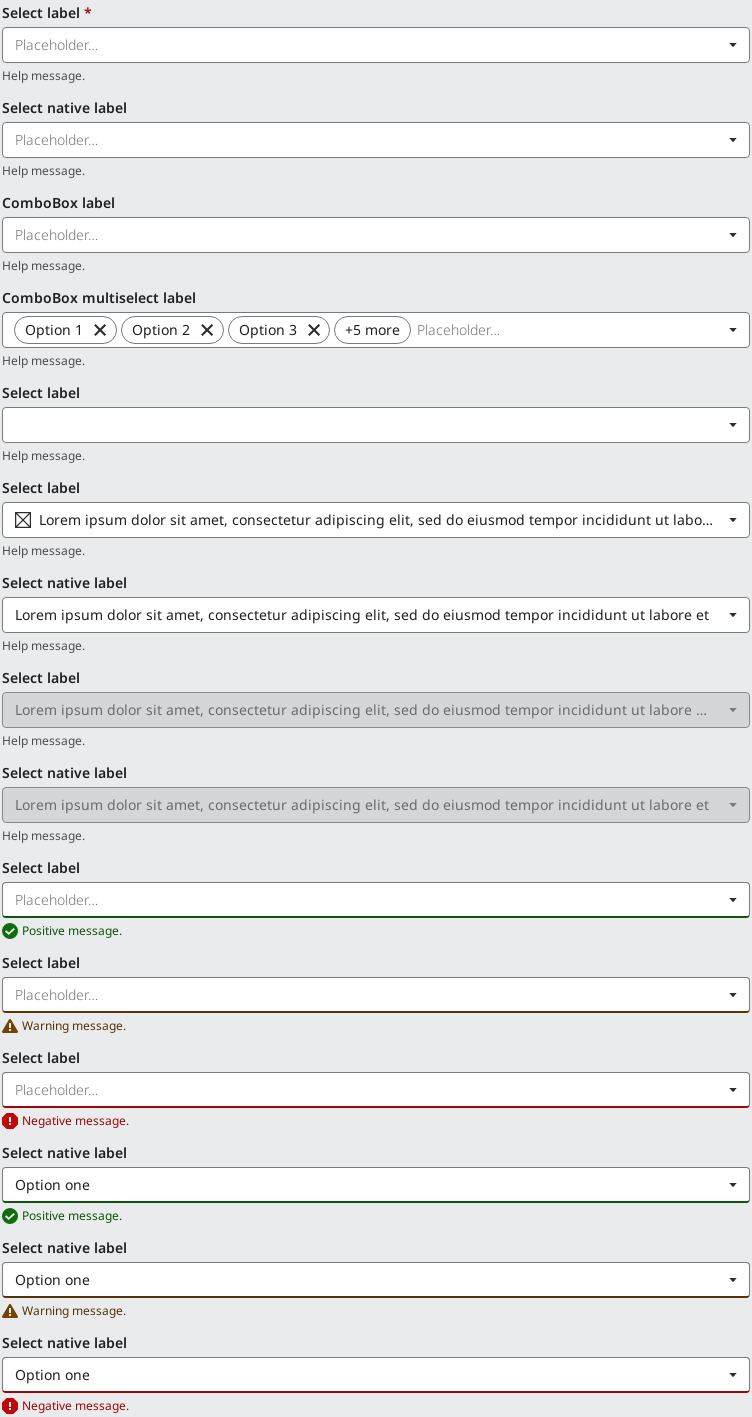 Select label *
Placeholder...
Help message.
Select native label
Placeholder...
Help message.
ComboBox label
Placeholder...
Help message.
ComboBox multiselect label
Option 1 Option 2 Option 3 +5 more Placeholder...
Help message.
Select label
Help message.
Select label
Lorem ipsum dolor sit amet, consectetur adipiscing elit, sed do eiusmod tempor incididunt ut labo...
Help message.
Select native label
Lorem ipsum dolor sit amet, consectetur adipiscing elit, sed do eiusmod tempor incididunt ut labore et
Help message.
Select label
Lorem ipsum dolor sit amet, consectetur adipiscing elit, sed do eiusmod tempor incididunt ut labore ...
Help message.
Select native label
Lorem ipsum dolor sit amet, consectetur adipiscing elit, sed do eiusmod tempor incididunt ut labore et
Help message.
Select label
Placeholder...
Positive message.
Select label
Placeholder...
Warning message.
Select label
Placeholder...
Negative message.
Select native label
Option one
Positive message.
Select native label
Option one
Warning message.
Select native label
Option one
Negative message.